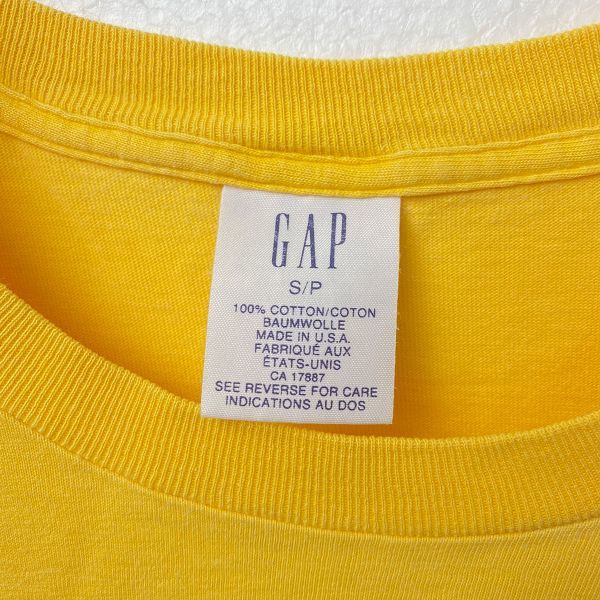 GAP
S/P
100% COTTON/COTON
BAUMWOLLE
MADE IN U.S.A.
FABRIQUÉ AUX
ÉTATS-UNIS
CA 17887
SEE REVERSE FOR CARE
INDICATIONS AU DOS